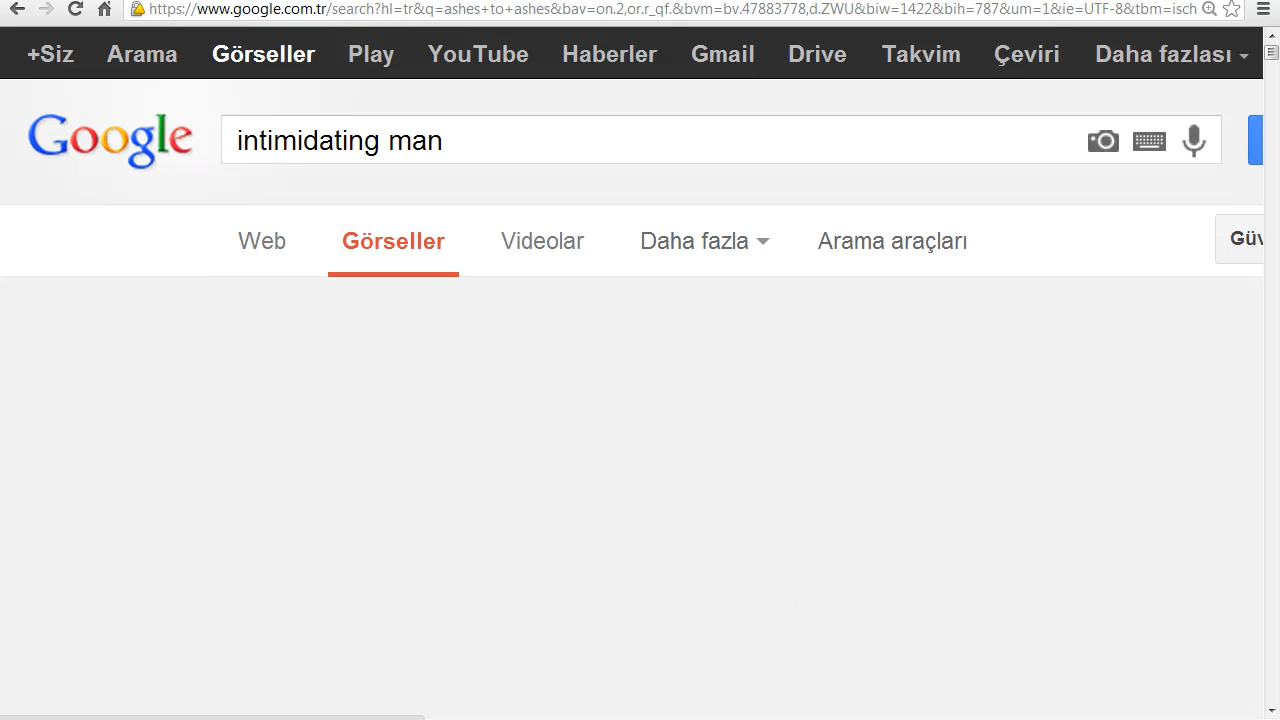 https://www.google.com.tr/search?hl=tr&q=ashes+to+ashes&bav=on.2,or.r_qf.&bvm=bv.47883778,d.ZWU&biw=1422&bih=787&um=1&ie=UTF-8&tbm=isch
+Siz Arama Görseller Play YouTube Haberler Gmail Drive Takvim Çeviri Daha fazlası
Google intimidating man
Web Görseller Videolar Daha fazla Arama araçları Güv